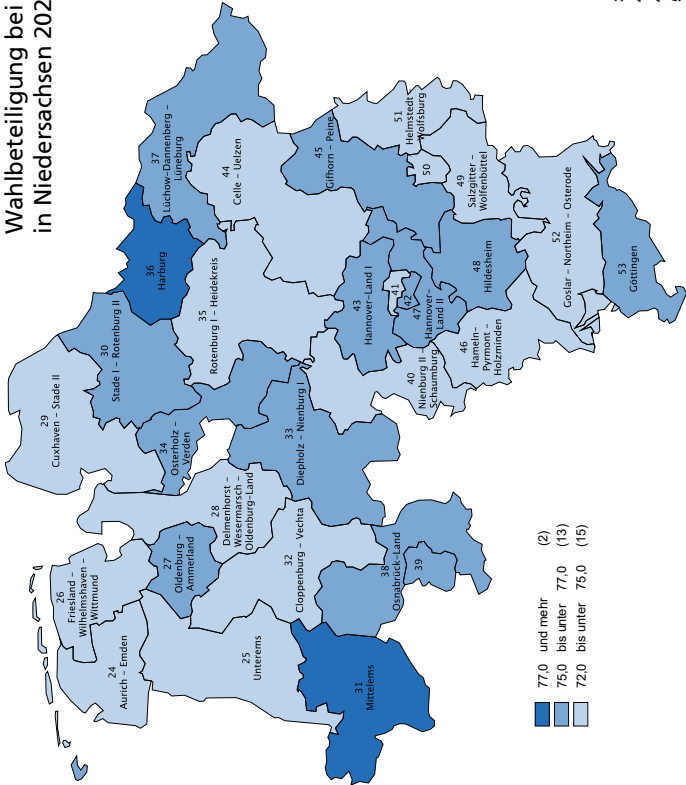 Wahlbeteiligung bei
in Niedersachsen 202
24
Aurich – Emden
25
Unterems
26
Friesland –
Wilhelmshaven –
Wittmund
27
Oldenburg –
Ammerland
28
Delmenhorst –
Wesermarsch –
Oldenburg–Land
29
Cuxhaven – Stade II
30
Stade I – Rotenburg II
31
Mittelems
32
Cloppenburg – Vechta
33
Diepholz – Nienburg I
34
Osterholz –
Verden
35
Rotenburg I – Heidekreis
36
Harburg
37
Lüchow–Dannenberg –
Lüneburg
38
Osnabrück–Land
39
40
Nienburg II –
Schaumburg
41
42
43
Hannover–Land I
44
Celle – Uelzen
45
Gifhorn – Peine
46
Hameln–
Pyrmont –
Holzminden
47
Hannover–
Land II
48
Hildesheim
49
Salzgitter –
Wolfenbüttel
50
51
Helmstedt
Wolfsburg
52
Goslar – Northeim – Osterode
53
Göttingen
77,0 und mehr (2)
75,0 bis unter 77,0 (13)
72,0 bis unter 75,0 (15)